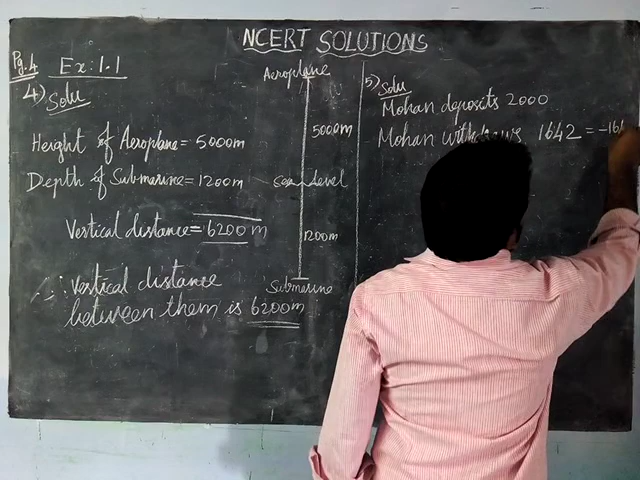 NCERT SOLUTIONS
Pg.4 Ex: 1.1
4) Solu
Height of Aeroplane = 5000m
Depth of Submarine = 1200m
Vertical distance = 6200 m
∴ Vertical distance
between them is 6200m
Aeroplane
5000m
Sea Level
1200m
Submarine
5) Solu
Mohan deposits 2000
Mohan withdraws 1642 = -164